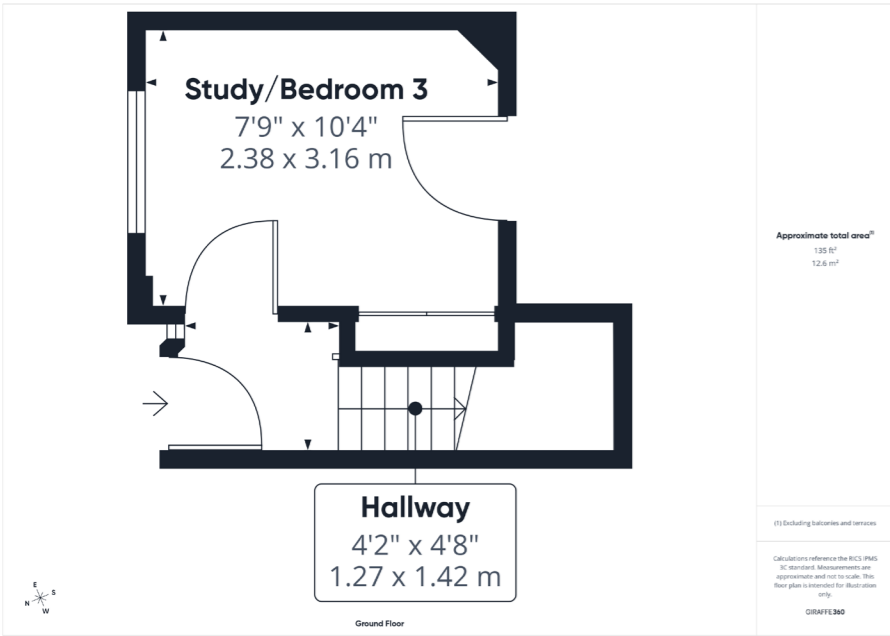 Study/Bedroom 3
7'9" x 10'4"
2.38 x 3.16 m
Hallway
4'2" x 4'8"
1.27 x 1.42 m
Approximate total area(1)
135 ft²
12.6 m²
(1) Excluding balconies and terraces
Calculations reference the RICS IPMS
3C standard. Measurements are
approximate and not to scale. This
floor plan is intended for illustration
only.
GIRAFFE360
E
S
N
W
Ground Floor